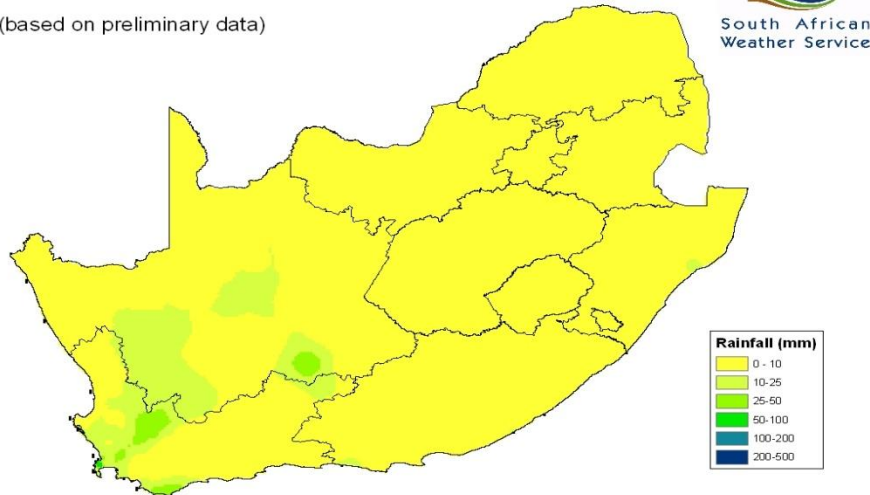 (based on preliminary data)
South African
Weather Service
Rainfall (mm)
0 - 10
10-25
25-50
50-100
100-200
200-500